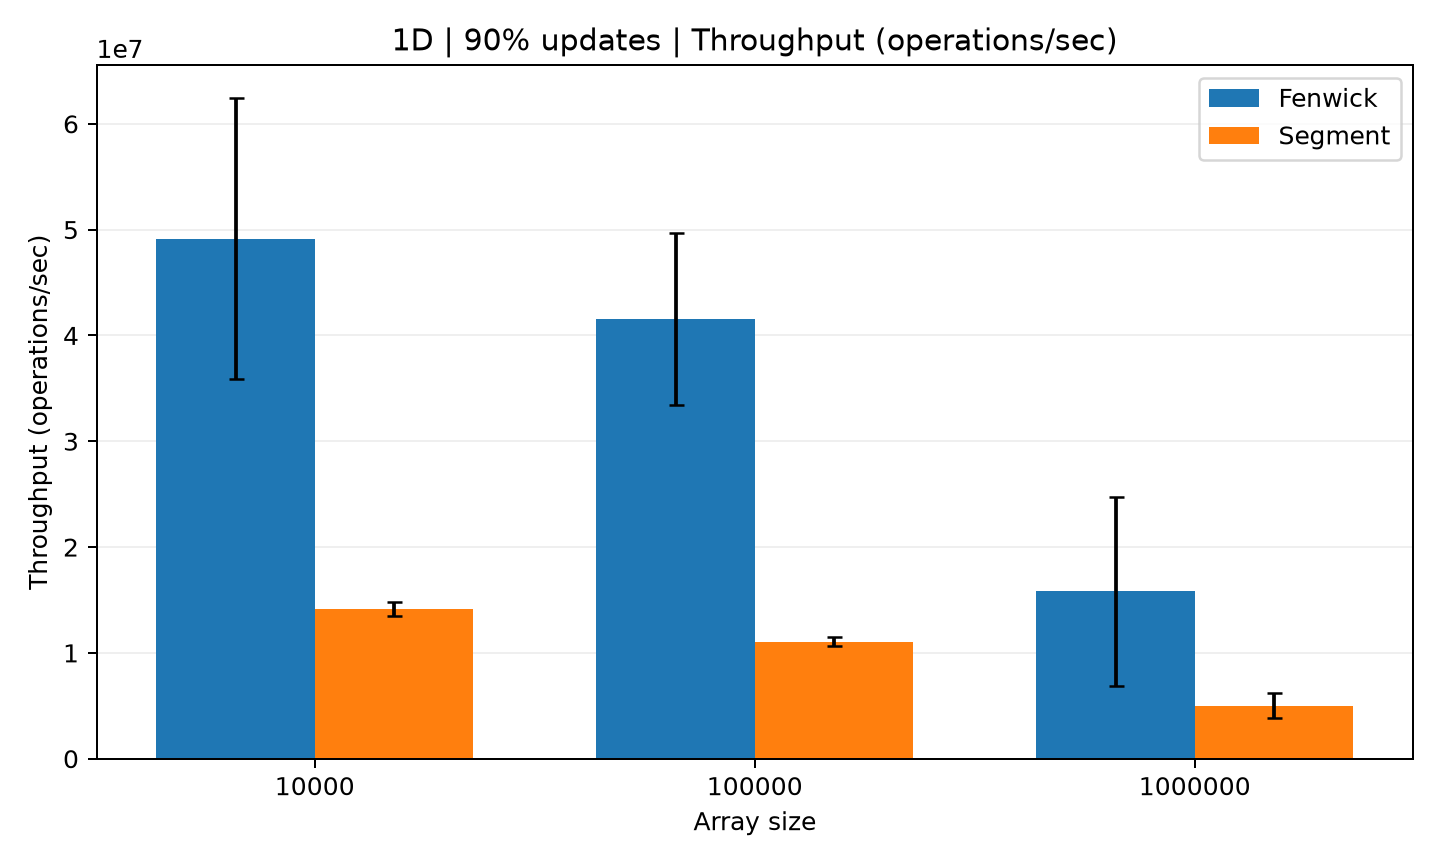 1D | 90% updates | Throughput (operations/sec)
1e7
Fenwick
Segment
6
5
4
3
2
1
0
Throughput (operations/sec)
10000
100000
1000000
Array size